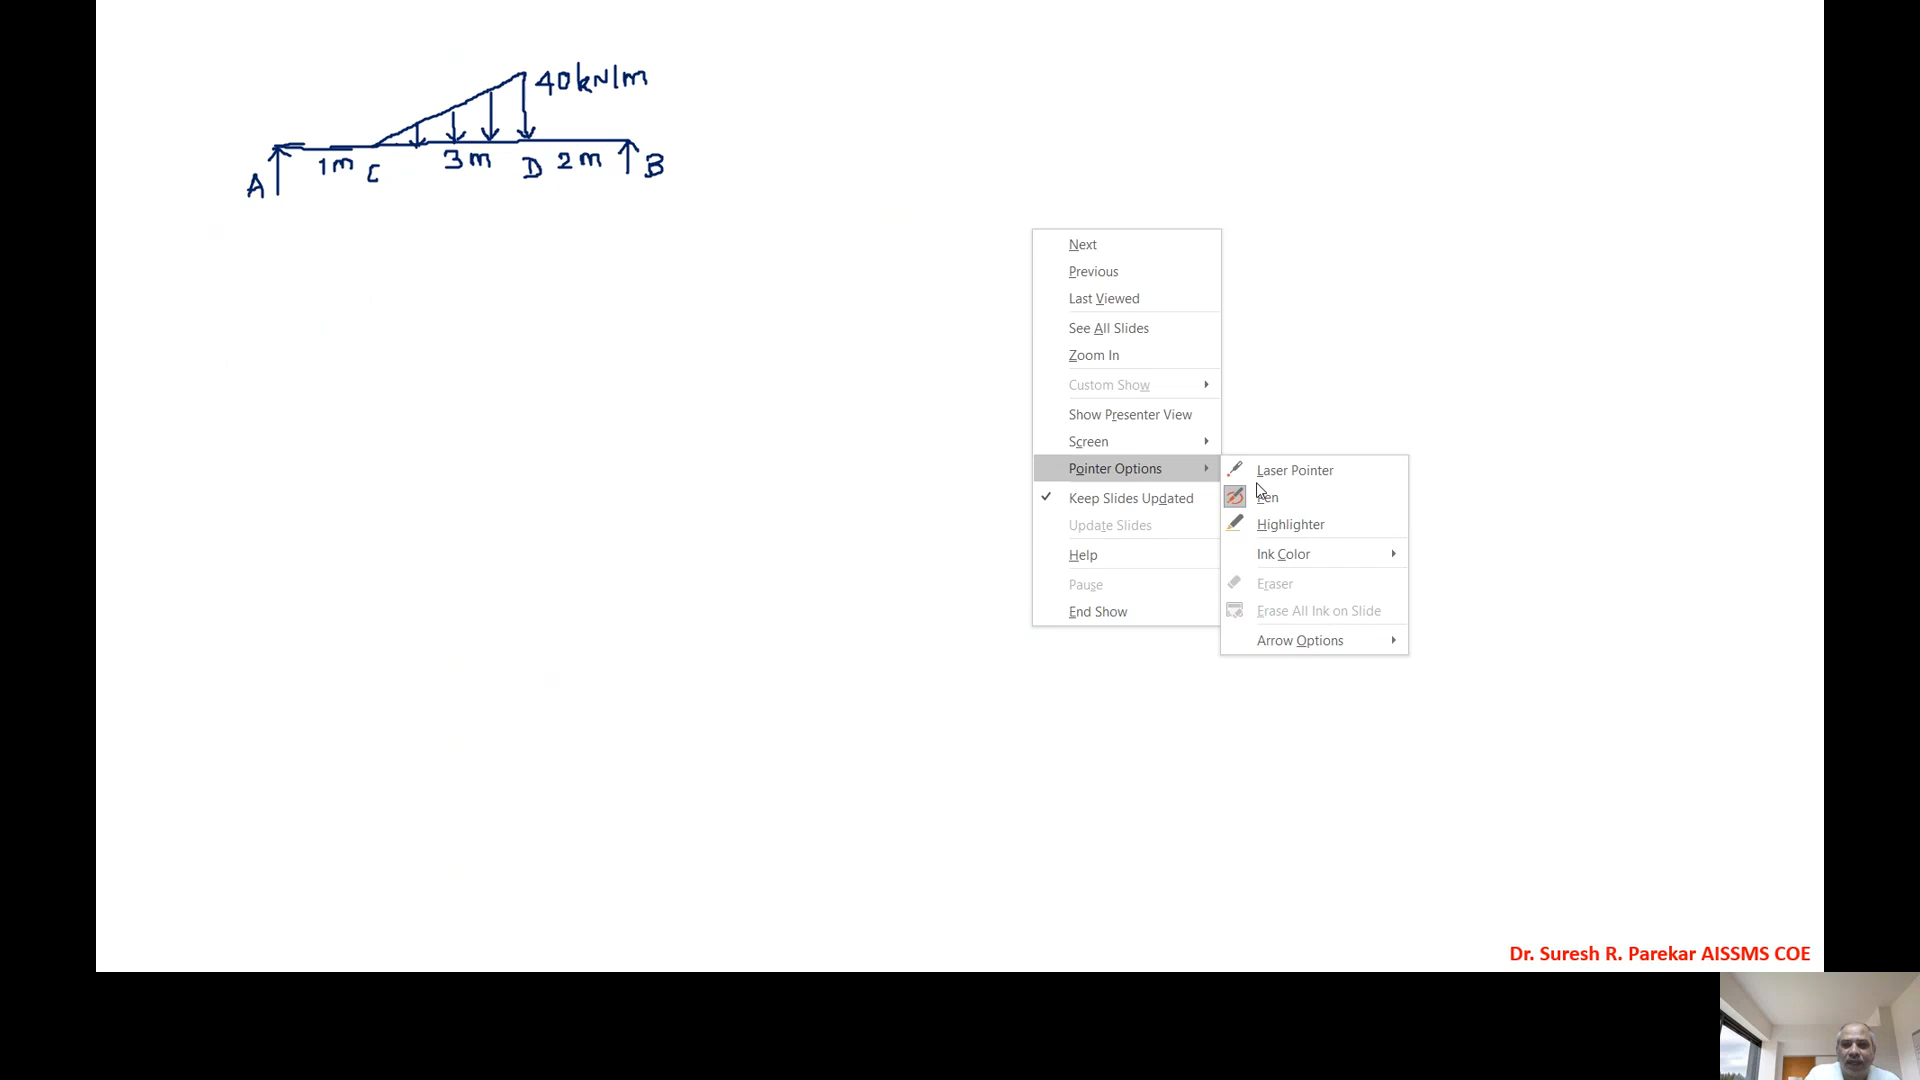 40kN/m
1m C 3m D 2m B
A
Next
Previous
Last Viewed
See All Slides
Zoom In
Custom Show
Show Presenter View
Screen
Pointer Options
Keep Slides Updated
Update Slides
Help
Pause
End Show
Laser Pointer
Pen
Highlighter
Ink Color
Eraser
Erase All Ink on Slide
Arrow Options
Dr. Suresh R. Parekar AISSMS COE